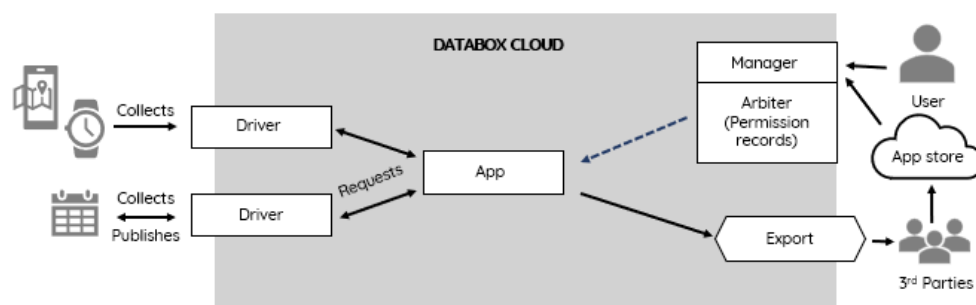 DATABOX CLOUD
Manager
User
Collects
Driver
Arbiter
(Permission
records)
App store
App
Requests
Collects
Publishes
Driver
Export
3rd Parties